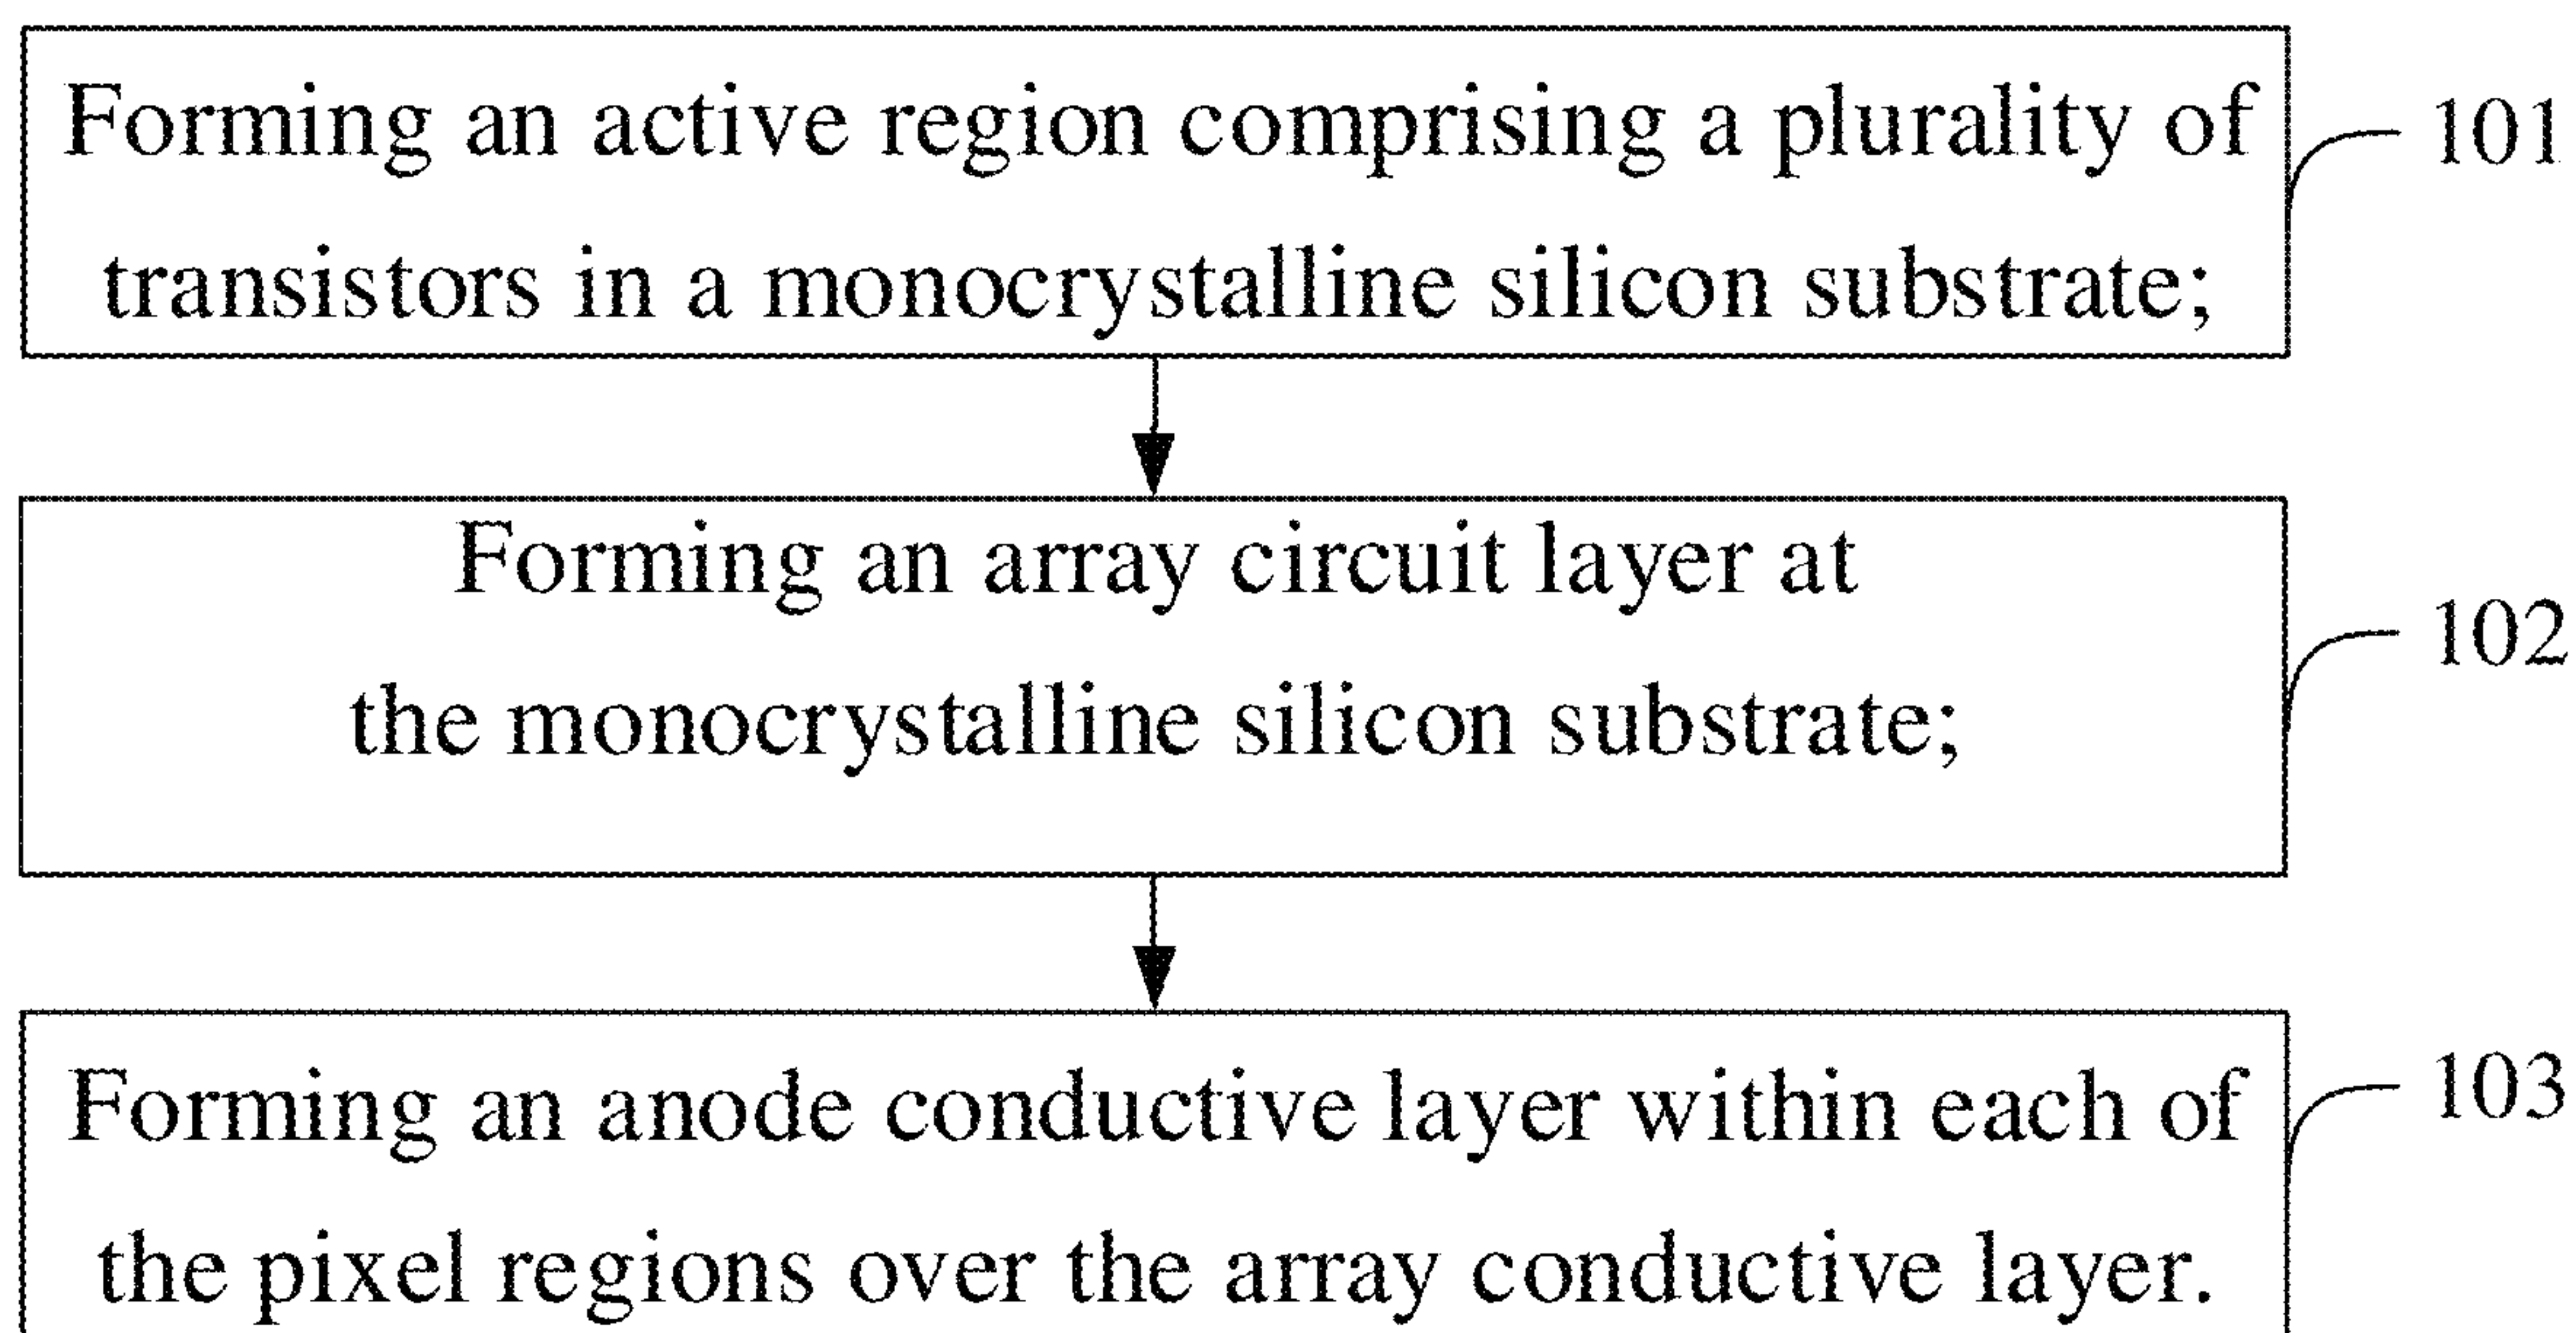 Forming an active region comprising a plurality of
101
transistors in a monocrystalline silicon substrate;
Forming an array circuit layer at
102
the monocrystalline silicon substrate;
Forming an anode conductive layer within each of
103
the pixel regions over the array conductive layer.